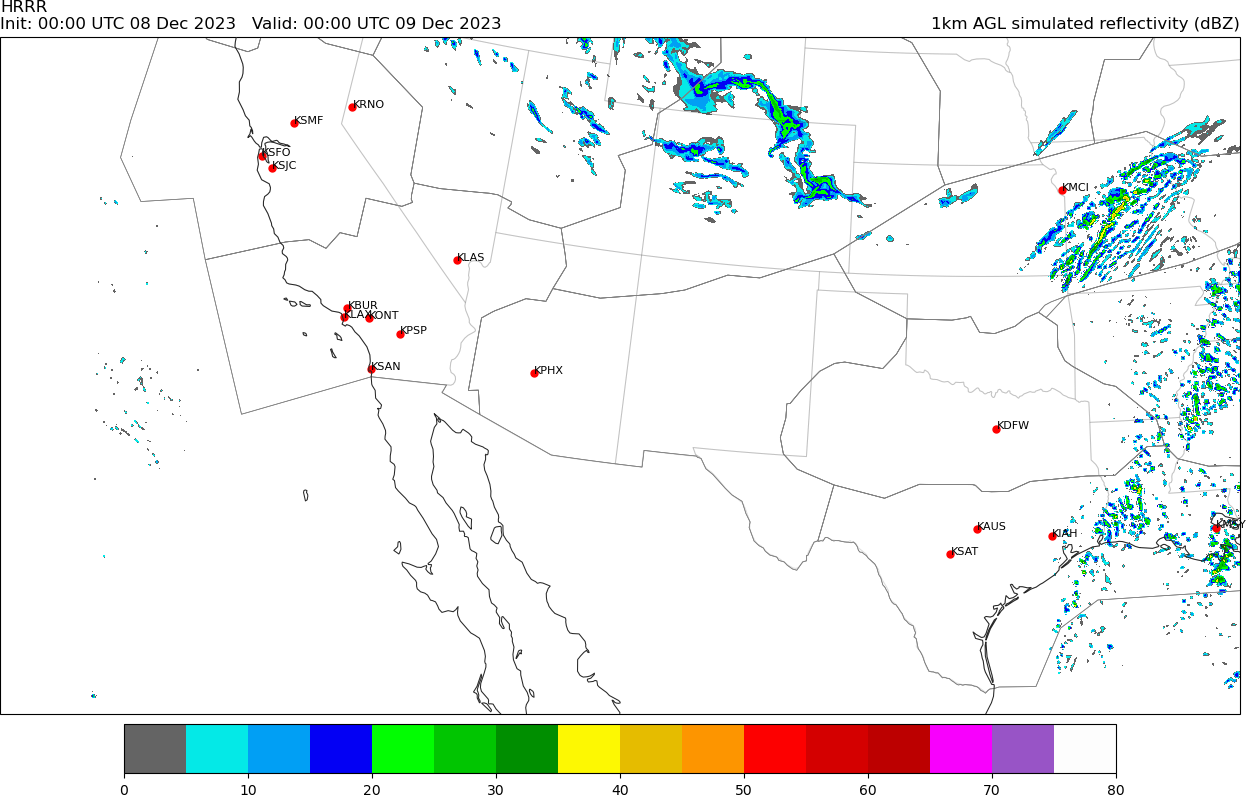 HRRR
Init: 00:00 UTC 08 Dec 2023   Valid: 00:00 UTC 09 Dec 2023   1km AGL simulated reflectivity (dBZ)
KRNO
KSMF
KSFO
KSJC
KMCI
KLAS
KBUR
KLAX KONT
KPSP
KSAN
KPHX
KDFW
KAUS
KIAH
KMSY
KSAT
0 10 20 30 40 50 60 70 80